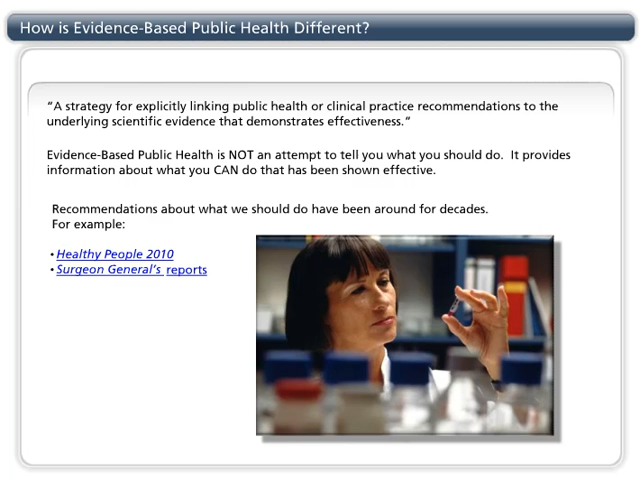 How is Evidence-Based Public Health Different?
“A strategy for explicitly linking public health or clinical practice recommendations to the
underlying scientific evidence that demonstrates effectiveness.”
Evidence-Based Public Health is NOT an attempt to tell you what you should do.  It provides
information about what you CAN do that has been shown effective.
Recommendations about what we should do have been around for decades.
For example:
• Healthy People 2010
• Surgeon General’s reports